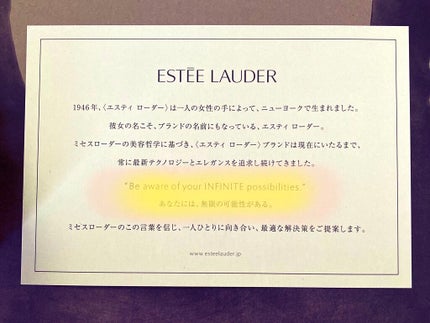 ESTĒE LAUDER
1946年、〈エスティ ローダー〉は一人の女性の手によって、ニューヨークで生まれました。
彼女の名こそ、ブランドの名前にもなっている、エスティ ローダー。
ミセスローダーの美容哲学に基づき、〈エスティ ローダー〉ブランドは現在にいたるまで、
常に最新テクノロジーとエレガンスを追求し続けてきました。
"Be aware of your INFINITE possibilities."
あなたには、無限の可能性がある。
ミセスローダーのこの言葉を信じ、一人ひとりに向き合い、最適な解決策をご提案します。
www.esteelauder.jp